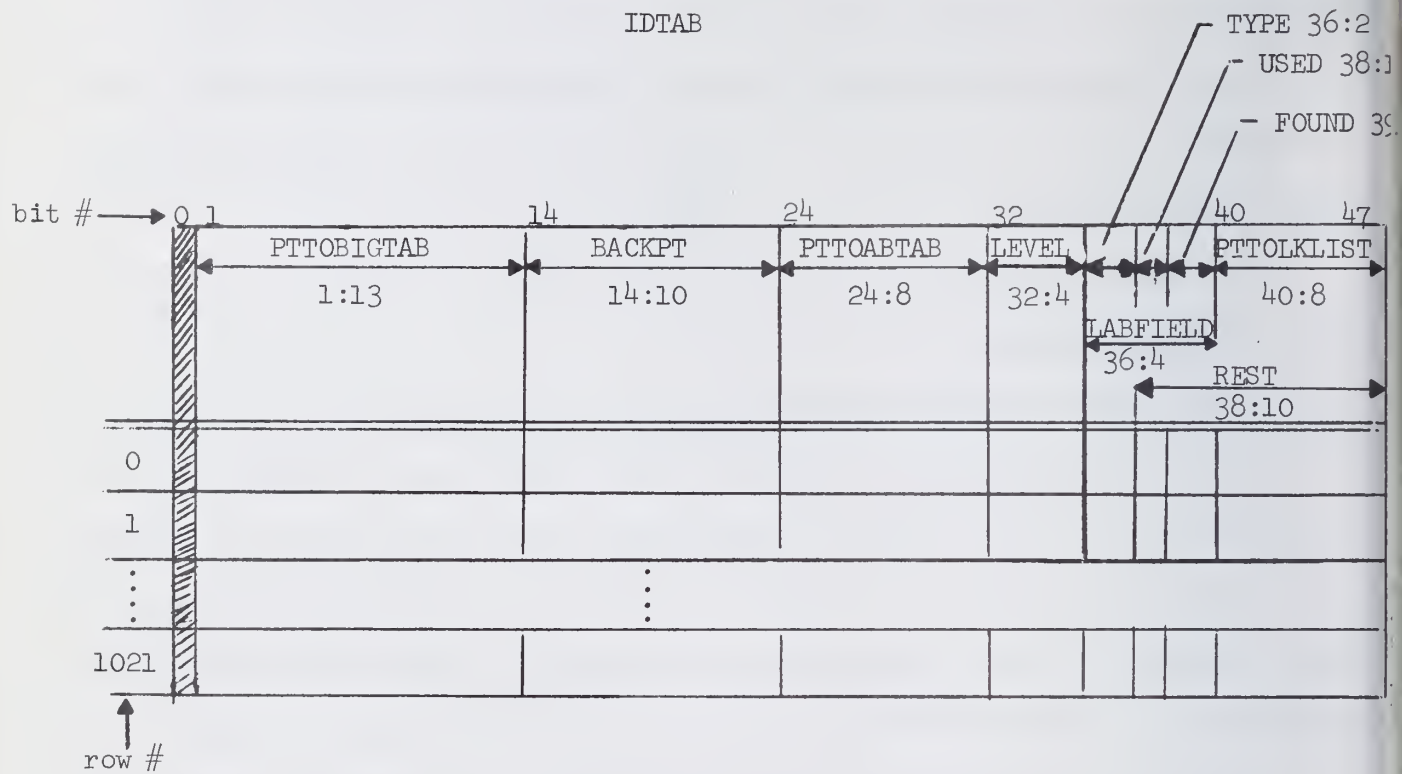 IDTAB
TYPE 36:2
USED 38:1
FOUND 39
bit # 0 1 14 24 32 40 47
PTTOBIGTAB BACKPT PTTOABTAB LEVEL PTTOLKLIST
1:13 14:10 24:8 32:4 40:8
LABFIELD
36:4
REST
38:10
0
1
1021
row #